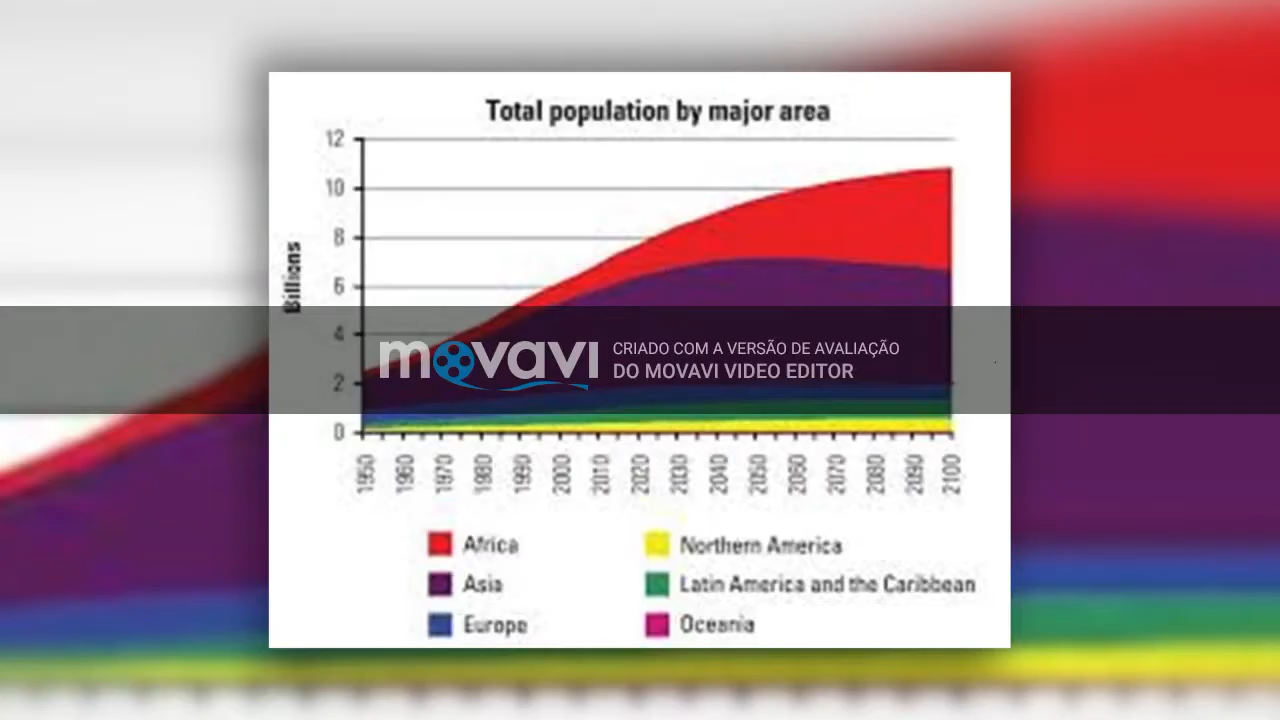 Total population by major area
12
10
8
6
4
2
0
Billions
movavi
CRIADO COM A VERSÃO DE AVALIAÇÃO
DO MOVAVI VIDEO EDITOR
1950 1960 1970 1980 1990 2000 2010 2020 2030 2040 2050 2060 2070 2080 2090 2100
Africa Northern America
Asia Latin America and the Caribbean
Europe Oceania